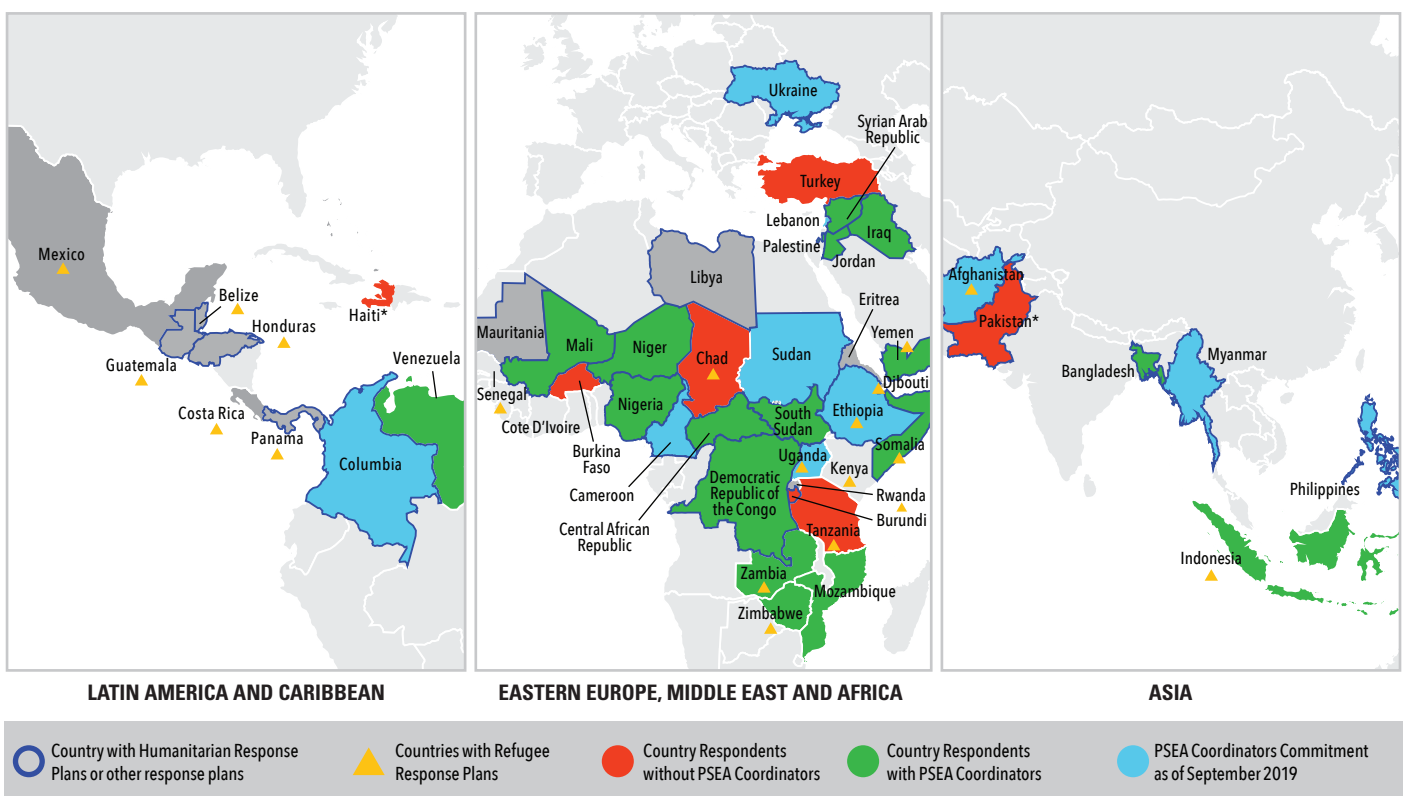 Mexico
Belize
Honduras
Guatemala
Haiti*
Venezuela
Costa Rica
Panama
Columbia
Ukraine
Syrian Arab
Republic
Turkey
Lebanon
Palestine
Iraq
Jordan
Libya
Eritrea
Mauritania
Mali
Niger
Chad
Sudan
Yemen
Djibouti
Senegal
Nigeria
South
Sudan
Ethiopia
Cote D'Ivoire
Burkina
Faso
Somalia
Uganda
Kenya
Cameroon
Democratic
Republic of
the Congo
Rwanda
Burundi
Central African
Republic
Tanzania
Zambia
Mozambique
Zimbabwe
Afghanistan
Pakistan*
Bangladesh
Myanmar
Philippines
Indonesia
LATIN AMERICA AND CARIBBEAN
EASTERN EUROPE, MIDDLE EAST AND AFRICA
ASIA
Country with Humanitarian Response
Plans or other response plans
Countries with Refugee
Response Plans
Country Respondents
without PSEA Coordinators
Country Respondents
with PSEA Coordinators
PSEA Coordinators Commitment
as of September 2019